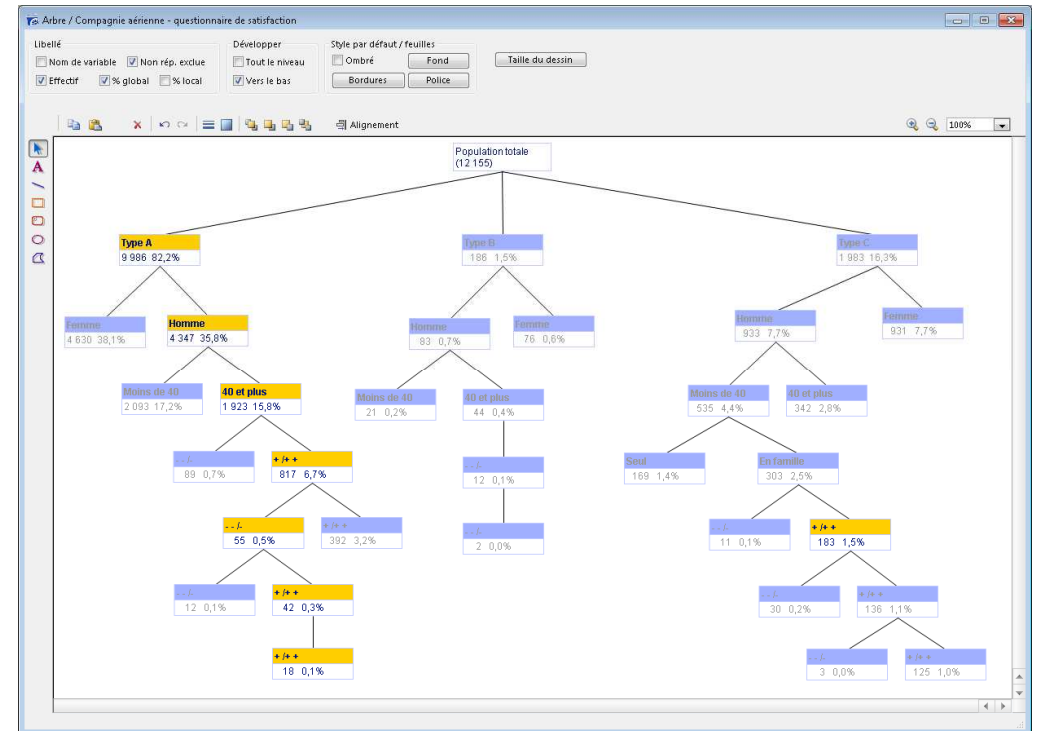 Arbre / Compagnie aérienne - questionnaire de satisfaction
Libellé
Développer
Style par défaut / feuilles
Nom de variable
Non rép. exclue
Tout le niveau
Ombré
Fond
Taille du dessin
Effectif
% global
% local
Vers le bas
Bordures
Police
Alignement
100%
A
Population totale
(12 155)
Type A
9 986 82,2%
Type B
186 1,5%
Type C
1 983 16,3%
Femme
4 630 38,1%
Homme
4 347 35,8%
Homme
83 0,7%
Femme
76 0,6%
Homme
933 7,7%
Femme
931 7,7%
Moins de 40
2 093 17,2%
40 et plus
1 923 15,8%
Moins de 40
21 0,2%
40 et plus
44 0,4%
Moins de 40
535 4,4%
40 et plus
342 2,8%
- - /-
89 0,7%
+ /+ +
817 6,7%
- - /-
12 0,1%
Seul
169 1,4%
En famille
303 2,5%
- - /-
55 0,5%
+ /+ +
392 3,2%
- - /-
2 0,0%
- - /-
11 0,1%
+ /+ +
183 1,5%
- - /-
12 0,1%
+ /+ +
42 0,3%
- - /-
30 0,2%
+ /+ +
136 1,1%
+ /+ +
18 0,1%
- - /-
3 0,0%
+ /+ +
125 1,0%